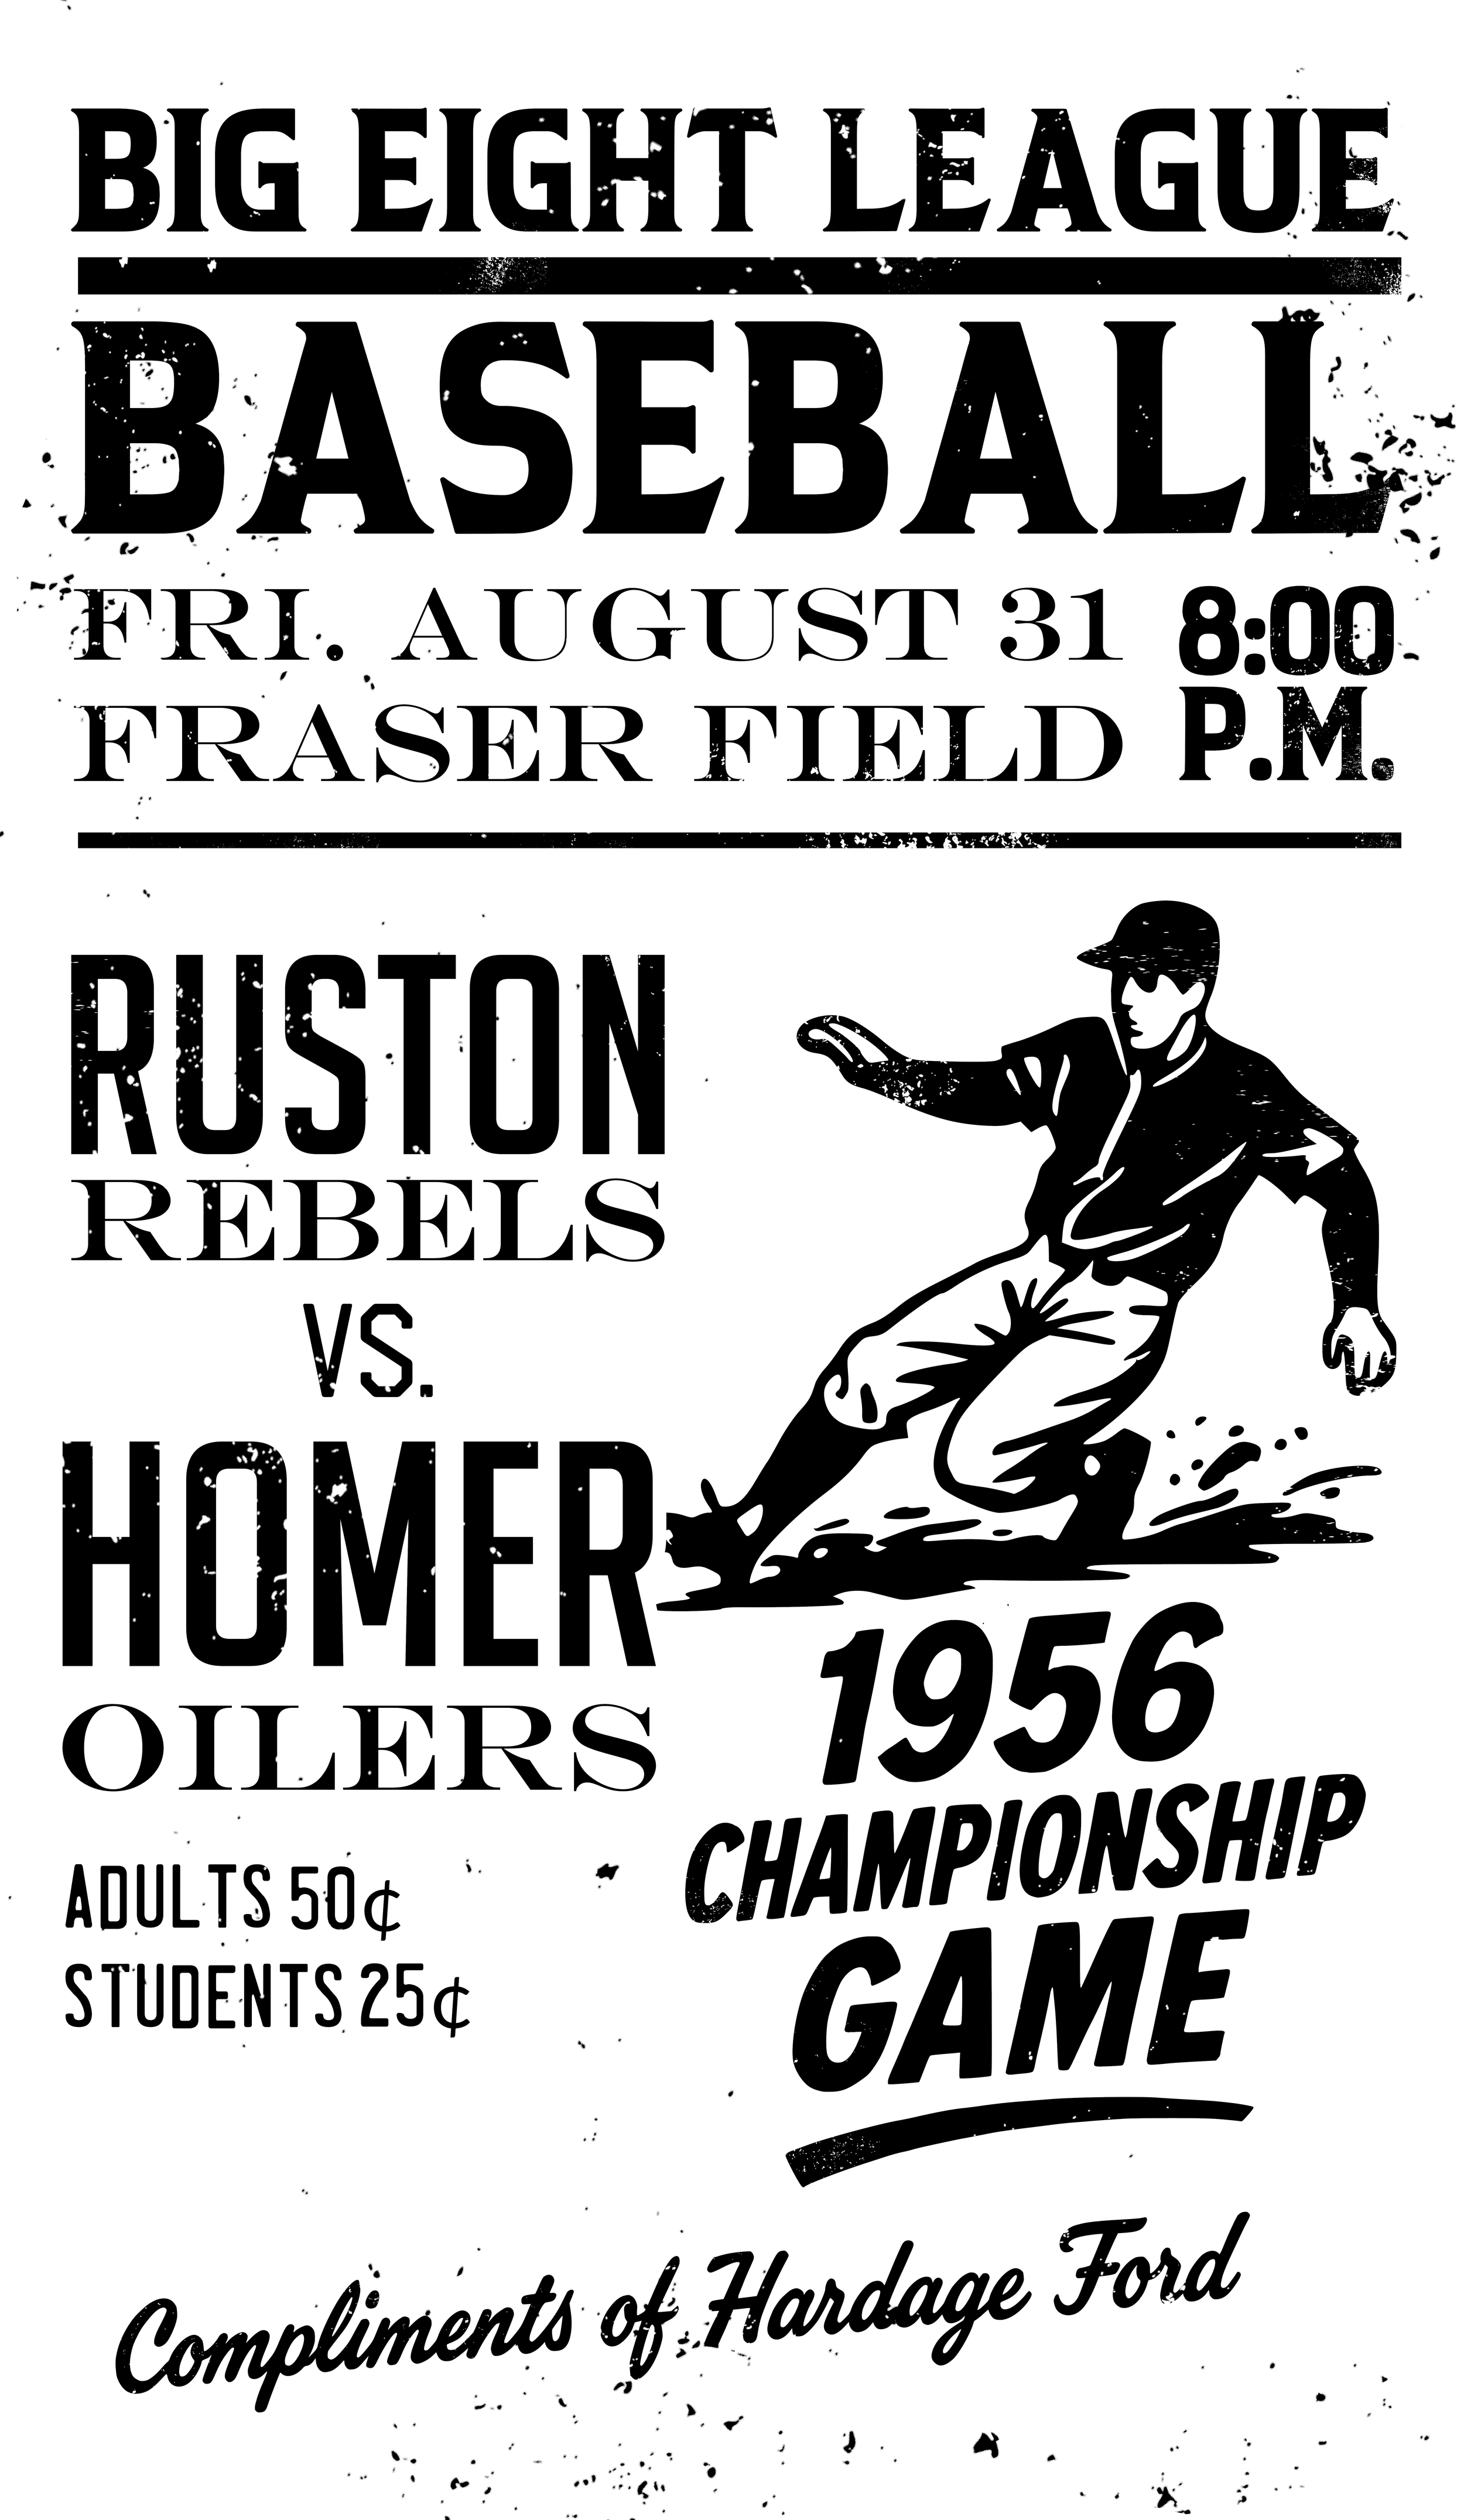 BIG EIGHT LEAGUE
BASEBALL
FRI. AUGUST 31 8:00
FRASER FIELD P.M.
RUSTON
REBELS
VS.
HOMER
OILERS
1956
CHAMPIONSHIP
GAME
ADULTS 50¢
STUDENTS 25¢
Compliments of Hardage Ford